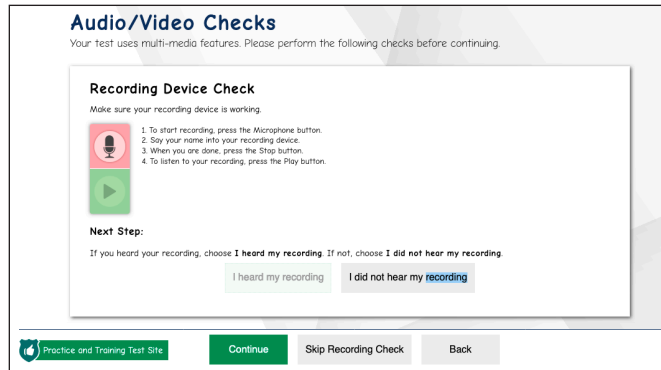 Audio/Video Checks
Your test uses multi-media features. Please perform the following checks before continuing.
Recording Device Check
Make sure your recording device is working.
1. To start recording, press the Microphone button.
2. Say your name into your recording device.
3. When you are done, press the Stop button.
4. To listen to your recording, press the Play button.
Next Step:
If you heard your recording, choose I heard my recording. If not, choose I did not hear my recording.
I heard my recording I did not hear my recording
Practice and Training Test Site Continue Skip Recording Check Back